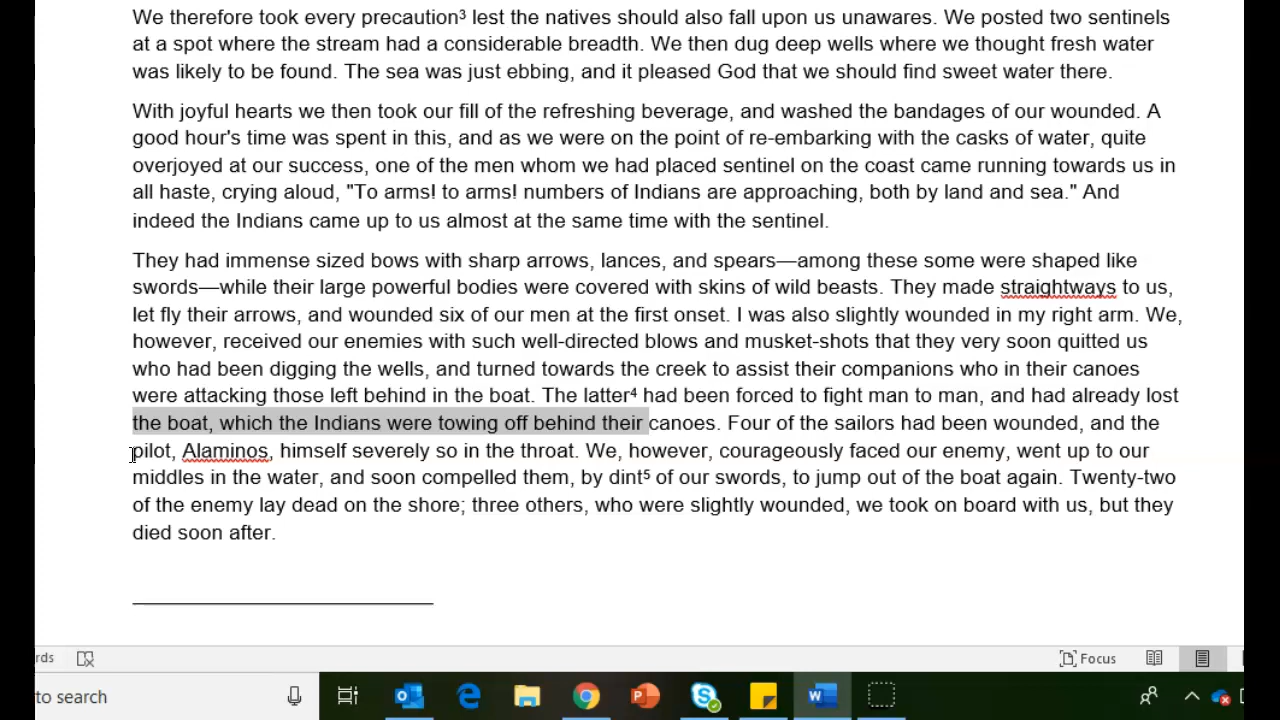 We therefore took every precaution³ lest the natives should also fall upon us unawares. We posted two sentinels
at a spot where the stream had a considerable breadth. We then dug deep wells where we thought fresh water
was likely to be found. The sea was just ebbing, and it pleased God that we should find sweet water there.
With joyful hearts we then took our fill of the refreshing beverage, and washed the bandages of our wounded. A
good hour's time was spent in this, and as we were on the point of re-embarking with the casks of water, quite
overjoyed at our success, one of the men whom we had placed sentinel on the coast came running towards us in
all haste, crying aloud, "To arms! to arms! numbers of Indians are approaching, both by land and sea." And
indeed the Indians came up to us almost at the same time with the sentinel.
They had immense sized bows with sharp arrows, lances, and spears—among these some were shaped like
swords—while their large powerful bodies were covered with skins of wild beasts. They made straightways to us,
let fly their arrows, and wounded six of our men at the first onset. I was also slightly wounded in my right arm. We,
however, received our enemies with such well-directed blows and musket-shots that they very soon quitted us
who had been digging the wells, and turned towards the creek to assist their companions who in their canoes
were attacking those left behind in the boat. The latter⁴ had been forced to fight man to man, and had already lost
the boat, which the Indians were towing off behind their canoes. Four of the sailors had been wounded, and the
pilot, Alaminos, himself severely so in the throat. We, however, courageously faced our enemy, went up to our
middles in the water, and soon compelled them, by dint⁵ of our swords, to jump out of the boat again. Twenty-two
of the enemy lay dead on the shore; three others, who were slightly wounded, we took on board with us, but they
died soon after.
rds Focus
to search